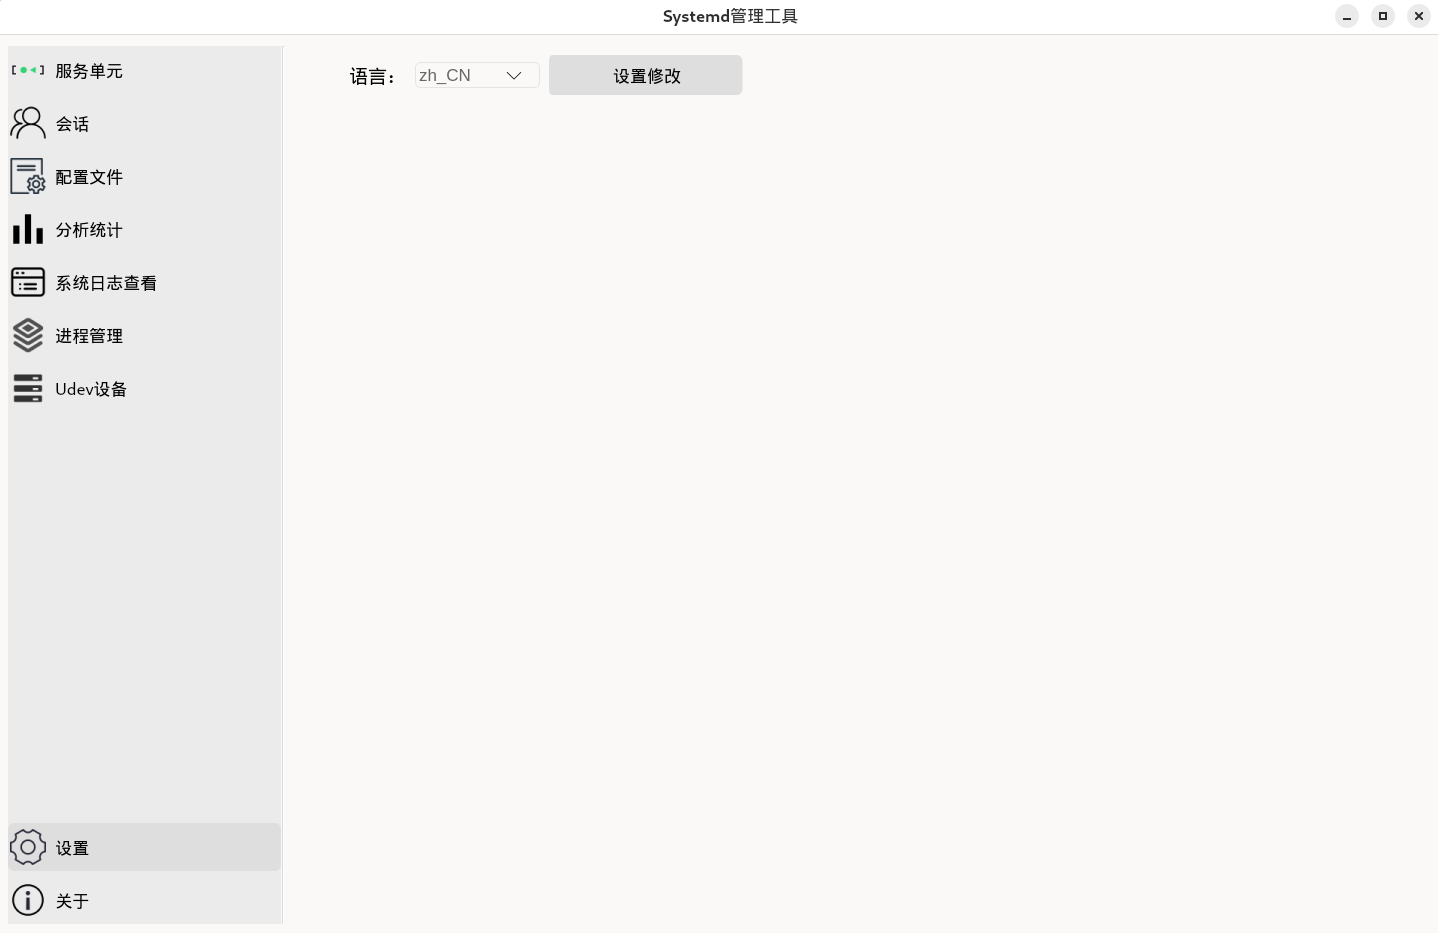 Systemd管理工具
服务单元
会话
配置文件
分析统计
系统日志查看
进程管理
Udev设备
设置
关于
语言： zh_CN 设置修改